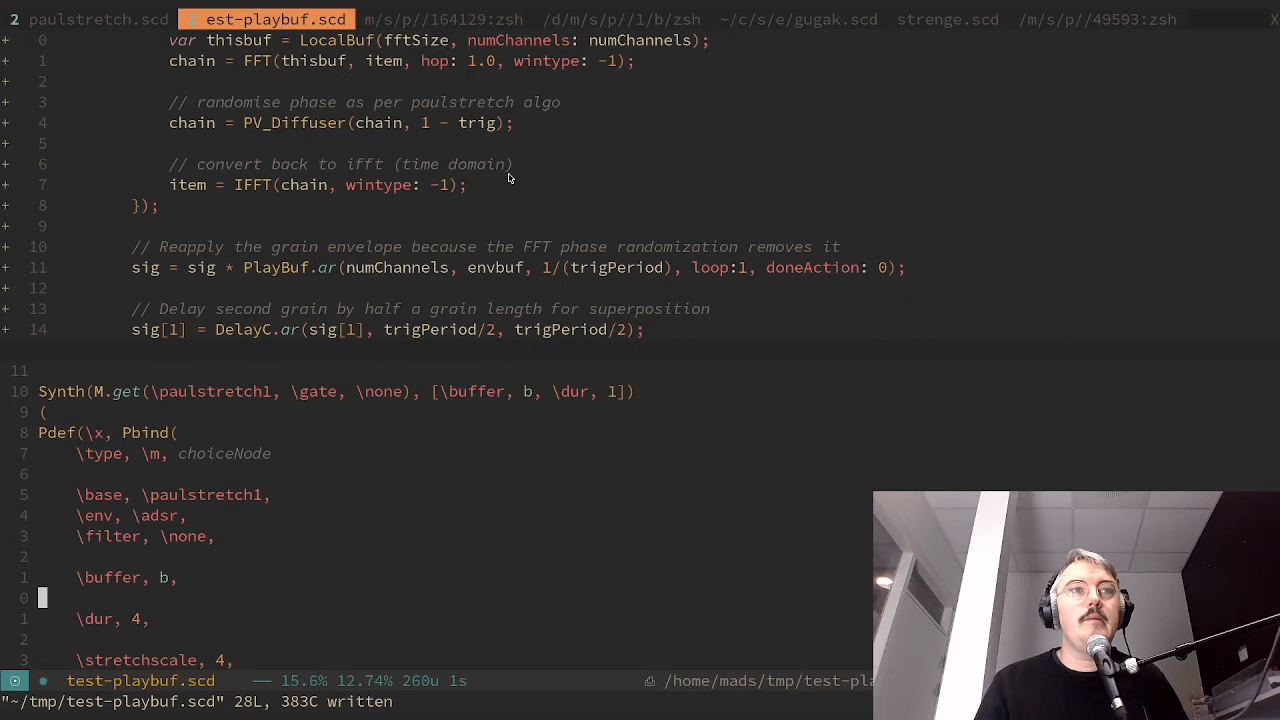 2 paulstretch.scd 3 est-playbuf.scd m/s/p//164129:zsh /d/m/s/p//1/b/zsh ~/c/s/e/gugak.scd strenge.scd /m/s/p//49593:zsh X
+ 0 var thisbuf = LocalBuf(fftSize, numChannels: numChannels);
+ 1 chain = FFT(thisbuf, item, hop: 1.0, wintype: -1);
+ 2
+ 3 // randomise phase as per paulstretch algo
+ 4 chain = PV_Diffuser(chain, 1 - trig);
+ 5
+ 6 // convert back to ifft (time domain)
+ 7 item = IFFT(chain, wintype: -1);
+ 8 });
+ 9
+ 10 // Reapply the grain envelope because the FFT phase randomization removes it
+ 11 sig = sig * PlayBuf.ar(numChannels, envbuf, 1/(trigPeriod), loop:1, doneAction: 0);
+ 12
+ 13 // Delay second grain by half a grain length for superposition
+ 14 sig[1] = DelayC.ar(sig[1], trigPeriod/2, trigPeriod/2);
11
10 Synth(M.get(\paulstretch1, \gate, \none), [\buffer, b, \dur, 1])
9 (
8 Pdef(\x, Pbind(
7 \type, \m, choiceNode
6
5 \base, \paulstretch1,
4 \env, \adsr,
3 \filter, \none,
2
1 \buffer, b,
0
1 \dur, 4,
2
3 \stretchscale, 4,
test-playbuf.scd —— 15.6% 12.74% 260u 1s /home/mads/tmp/test-pla
"~/tmp/test-playbuf.scd" 28L, 383C written